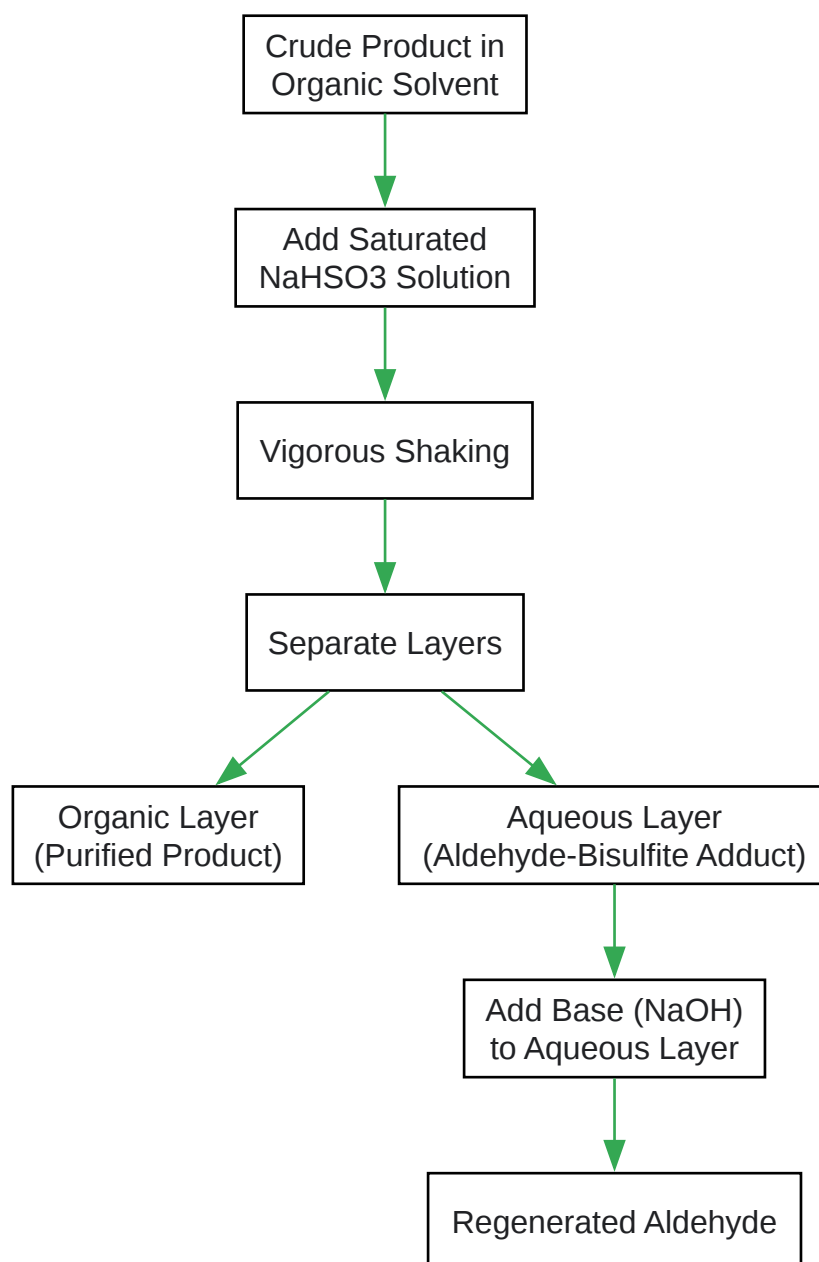 Crude Product in
Organic Solvent
Add Saturated
NaHSO3 Solution
Vigorous Shaking
Separate Layers
Organic Layer
(Purified Product)
Aqueous Layer
(Aldehyde-Bisulfite Adduct)
Add Base (NaOH)
to Aqueous Layer
Regenerated Aldehyde